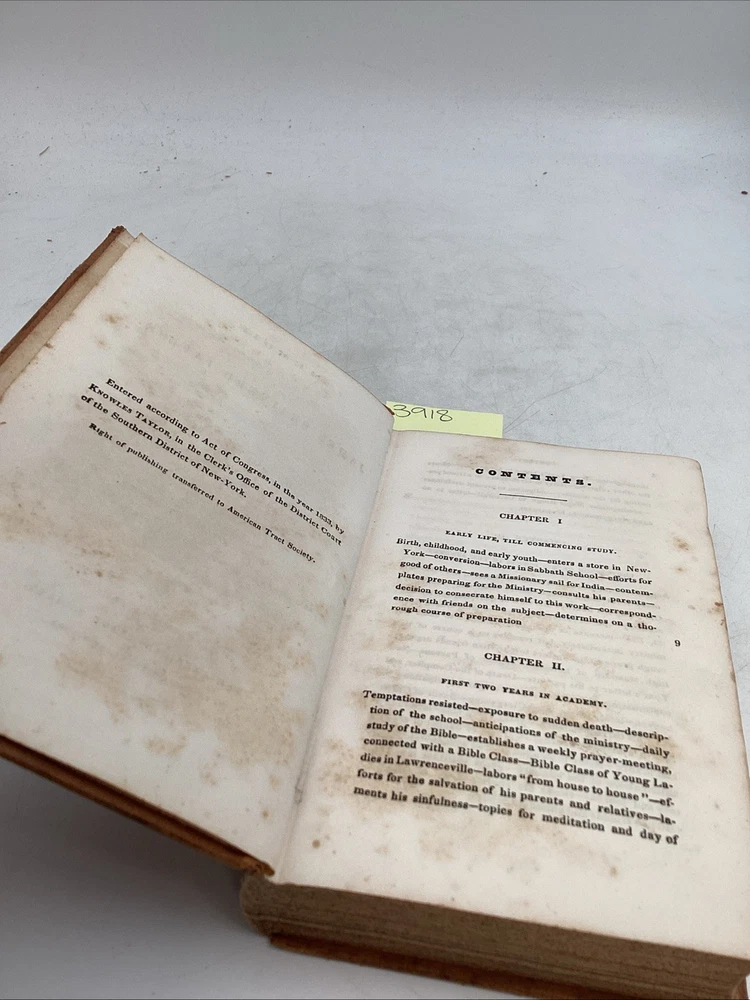 Entered according to Act of Congress, in the year 1833, by
KNOWLES TAYLOR, in the Clerk's Office of the District Court
of the Southern District of New-York.
Right of publishing transferred to American Tract Society.
3918
CONTENTS.
CHAPTER I
EARLY LIFE, TILL COMMENCING STUDY.
Birth, childhood, and early youth—enters a store in New-
York—conversion—labors in Sabbath School—efforts for
good of others—sees a Missionary sail for India—contem-
plates preparing for the Ministry—consults his parents—
decision to consecrate himself to this work—correspond-
ence with friends on the subject—determines on a tho-
rough course of preparation
9
CHAPTER II.
FIRST TWO YEARS IN ACADEMY.
Temptations resisted—exposure to sudden death—descrip-
tion of the school—anticipations of the ministry—daily
study of the Bible—establishes a weekly prayer-meeting,
connected with a Bible Class—Bible Class of Young La-
dies in Lawrenceville—labors "from house to house"—ef-
forts for the salvation of his parents and relatives—la-
ments his sinfulness—topics for meditation and day of